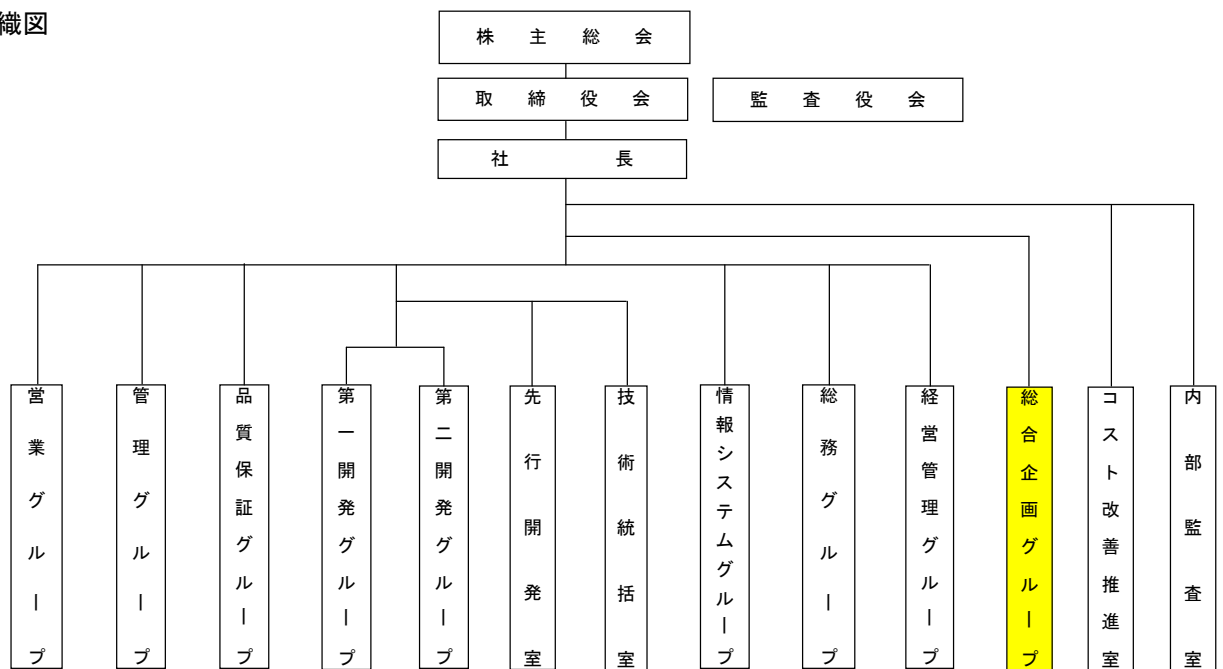 織図
株主総会
取締役会
監査役会
社長
営業グループ
管理グループ
品質保証グループ
第一開発グループ
第二開発グループ
先行開発室
技術統括室
情報システムグループ
総務グループ
経営管理グループ
総合企画グループ
コスト改善推進室
内部監査室